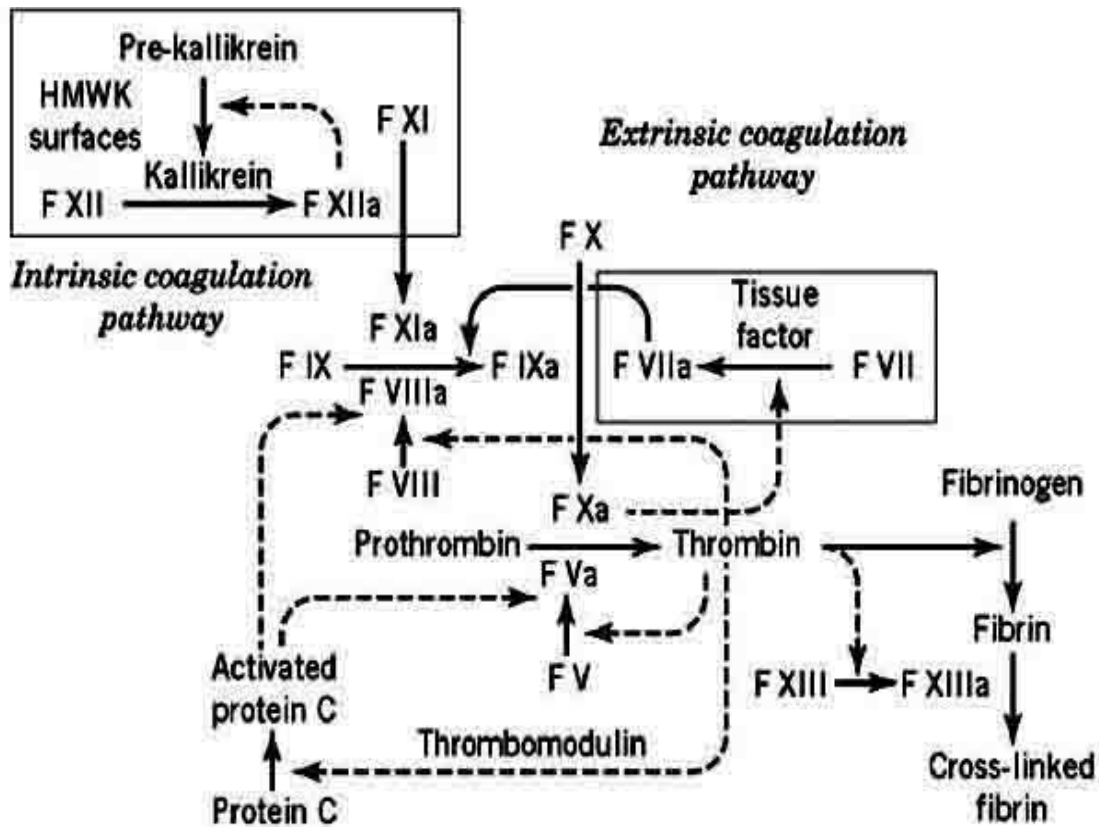 Pre-kallikrein
HMWK
surfaces
Kallikrein
F XII
F XIIa
F XI
Extrinsic coagulation
pathway
Intrinsic coagulation
pathway
F X
Tissue
factor
F XIa
F IX
F IXa
F VIIa
F VII
F VIIIa
F VIII
F Xa
Fibrinogen
Prothrombin
Thrombin
F Va
Fibrin
F V
F XIII
F XIIIa
Activated
protein C
Thrombomodulin
Protein C
Cross-linked
fibrin